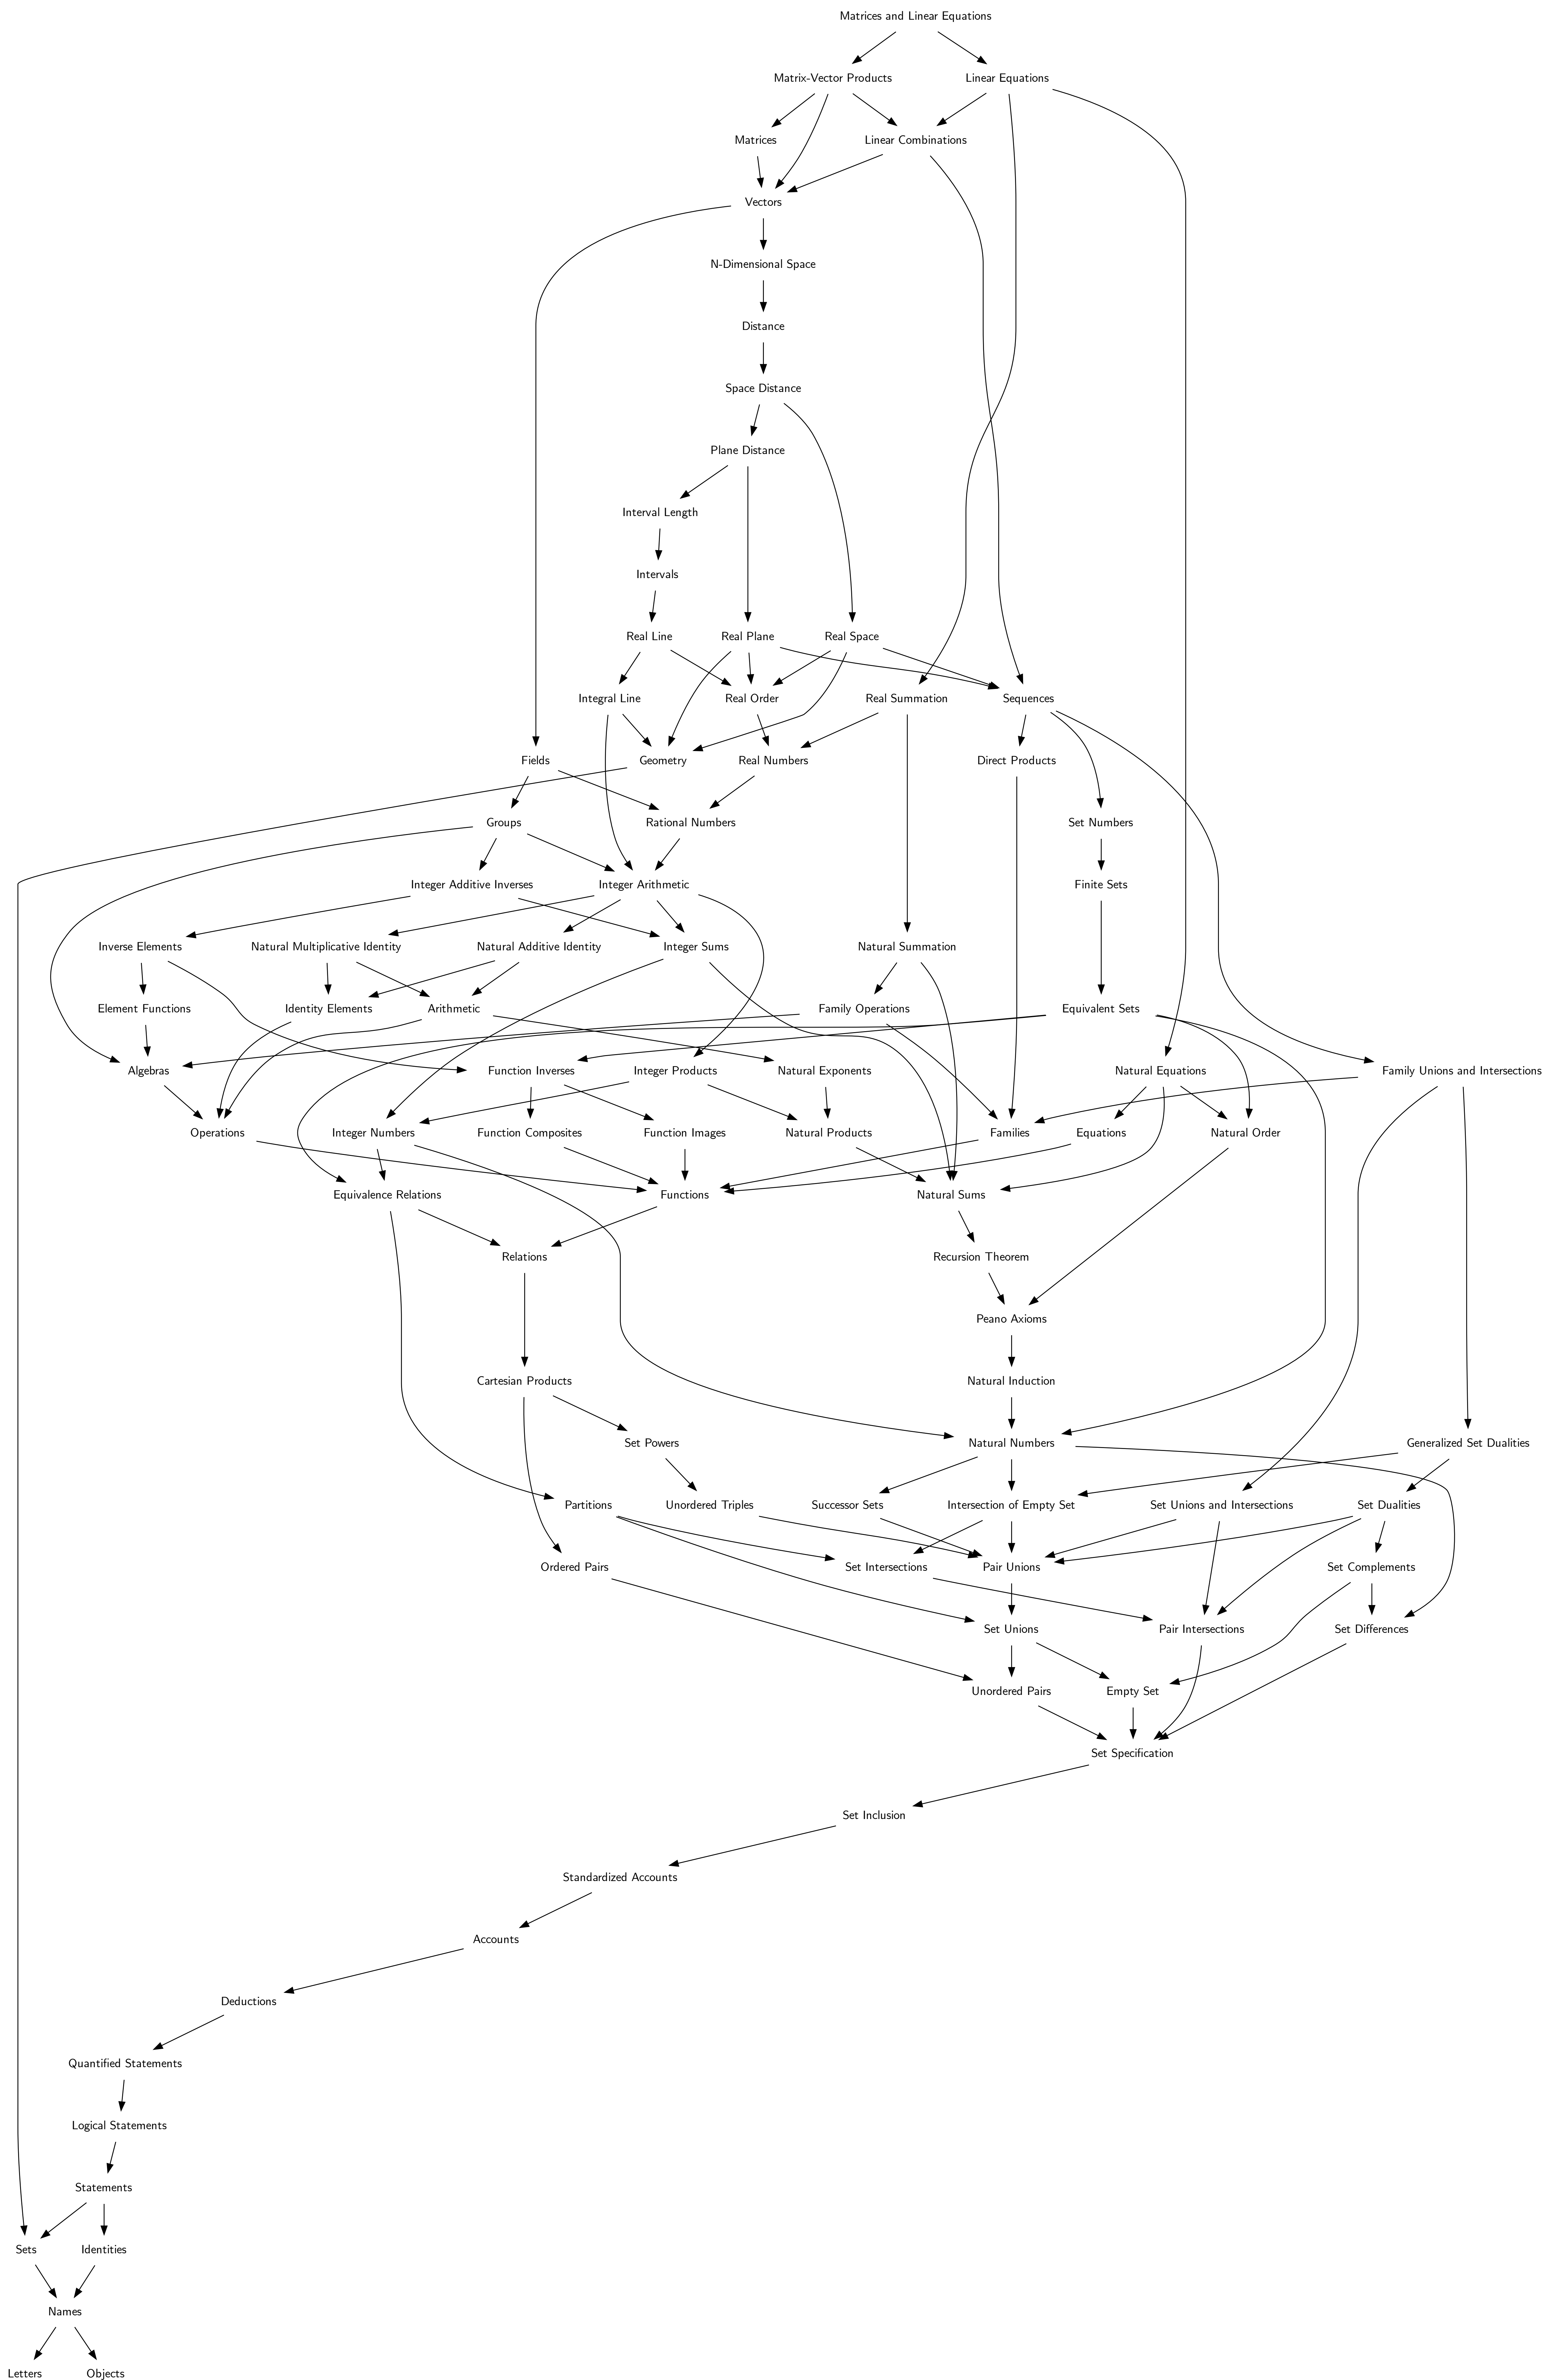 Matrices and Linear Equations
Matrix-Vector Products
Linear Equations
Matrices
Linear Combinations
Vectors
N-Dimensional Space
Distance
Space Distance
Plane Distance
Interval Length
Intervals
Real Line
Real Plane
Real Space
Integral Line
Real Order
Real Summation
Sequences
Fields
Geometry
Real Numbers
Direct Products
Groups
Rational Numbers
Set Numbers
Integer Additive Inverses
Integer Arithmetic
Finite Sets
Inverse Elements
Natural Multiplicative Identity
Natural Additive Identity
Integer Sums
Natural Summation
Element Functions
Identity Elements
Arithmetic
Family Operations
Equivalent Sets
Algebras
Function Inverses
Integer Products
Natural Exponents
Natural Equations
Family Unions and Intersections
Operations
Integer Numbers
Function Composites
Function Images
Natural Products
Families
Equations
Natural Order
Equivalence Relations
Functions
Natural Sums
Relations
Recursion Theorem
Peano Axioms
Cartesian Products
Natural Induction
Set Powers
Natural Numbers
Generalized Set Dualities
Partitions
Unordered Triples
Successor Sets
Intersection of Empty Set
Set Unions and Intersections
Set Dualities
Ordered Pairs
Set Intersections
Pair Unions
Set Complements
Set Unions
Pair Intersections
Set Differences
Unordered Pairs
Empty Set
Set Specification
Set Inclusion
Standardized Accounts
Accounts
Deductions
Quantified Statements
Logical Statements
Statements
Sets
Identities
Names
Letters
Objects